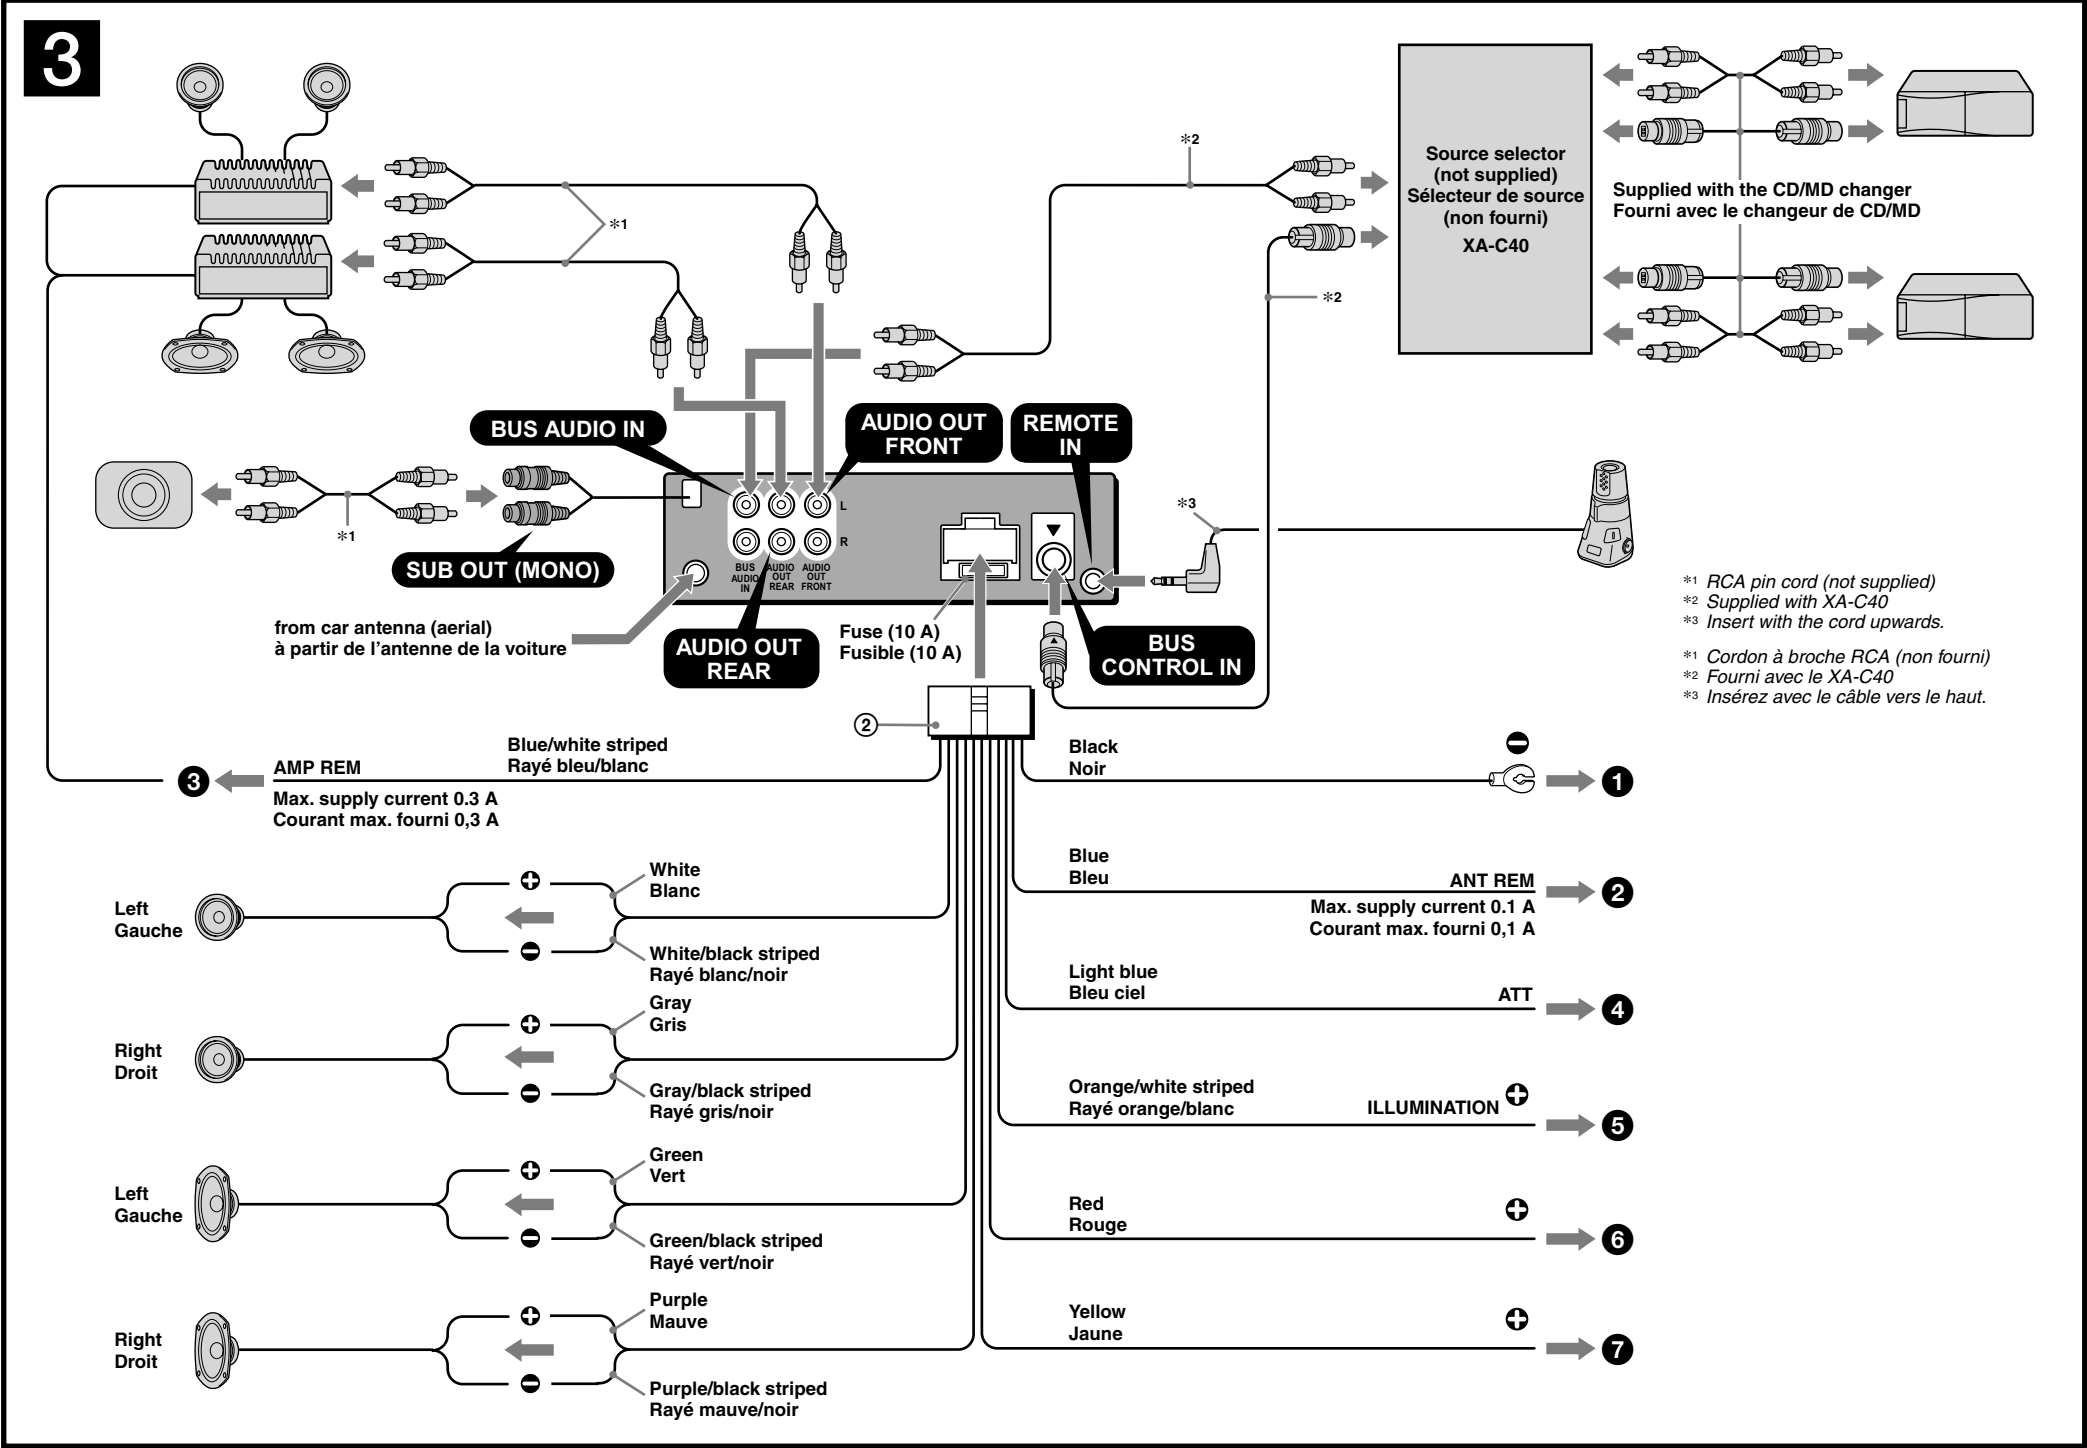 3
*1
*2
*2
Source selector
(not supplied)
Sélecteur de source
(non fourni)
XA-C40
Supplied with the CD/MD changer
Fourni avec le changeur de CD/MD
BUS AUDIO IN
AUDIO OUT
FRONT
REMOTE
IN
*1
SUB OUT (MONO)
L
R
BUS
AUDIO
IN
AUDIO
OUT
REAR
AUDIO
OUT
FRONT
*3
from car antenna (aerial)
à partir de l'antenne de la voiture
AUDIO OUT
REAR
Fuse (10 A)
Fusible (10 A)
BUS
CONTROL IN
*1 RCA pin cord (not supplied)
*2 Supplied with XA-C40
*3 Insert with the cord upwards.
*1 Cordon à broche RCA (non fourni)
*2 Fourni avec le XA-C40
*3 Insérez avec le câble vers le haut.
②
Blue/white striped
Rayé bleu/blanc
❸
AMP REM
Max. supply current 0.3 A
Courant max. fourni 0,3 A
Left
Gauche
+
-
White
Blanc
White/black striped
Rayé blanc/noir
Right
Droit
+
-
Gray
Gris
Gray/black striped
Rayé gris/noir
Left
Gauche
+
-
Green
Vert
Green/black striped
Rayé vert/noir
Right
Droit
+
-
Purple
Mauve
Purple/black striped
Rayé mauve/noir
Black
Noir
-
❶
Blue
Bleu
ANT REM
Max. supply current 0.1 A
Courant max. fourni 0,1 A
❷
Light blue
Bleu ciel
ATT
❹
Orange/white striped
Rayé orange/blanc
ILLUMINATION
+
❺
Red
Rouge
+
❻
Yellow
Jaune
+
❼